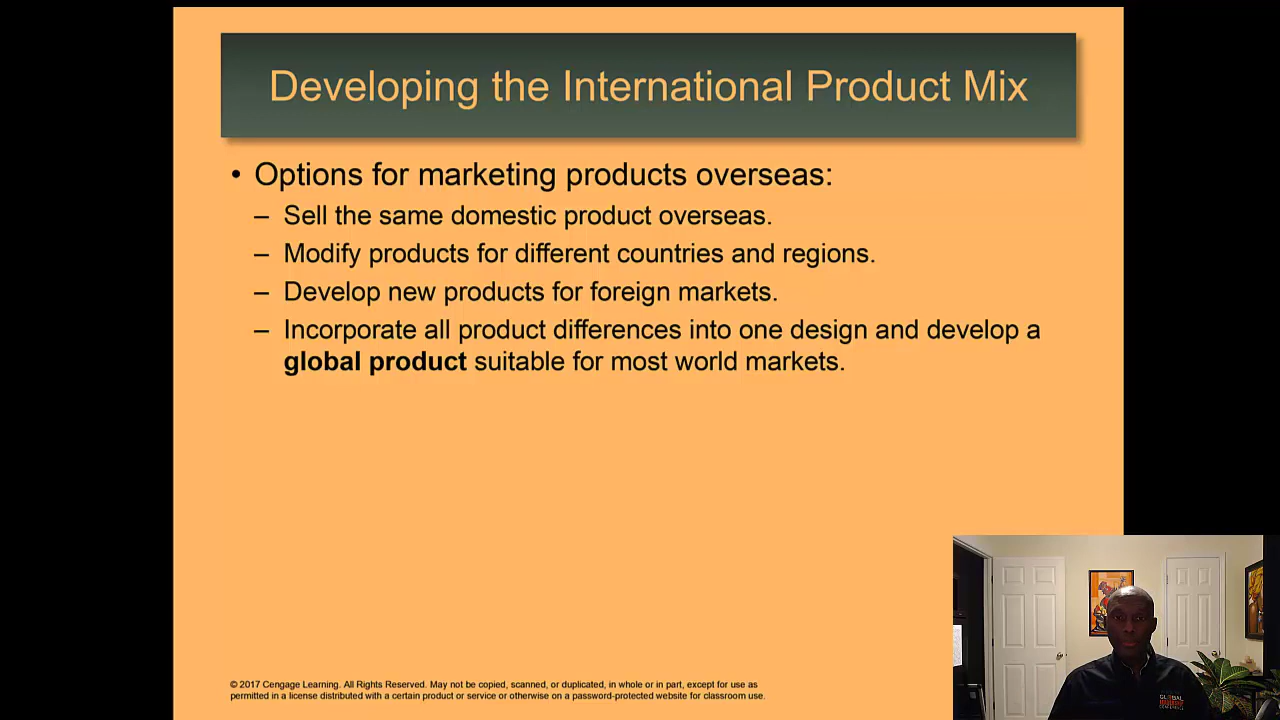 Developing the International Product Mix
• Options for marketing products overseas:
– Sell the same domestic product overseas.
– Modify products for different countries and regions.
– Develop new products for foreign markets.
– Incorporate all product differences into one design and develop a
global product suitable for most world markets.
© 2017 Cengage Learning. All Rights Reserved. May not be copied, scanned, or duplicated, in whole or in part, except for use as
permitted in a license distributed with a certain product or service or otherwise on a password-protected website for classroom use.
GLOBAL